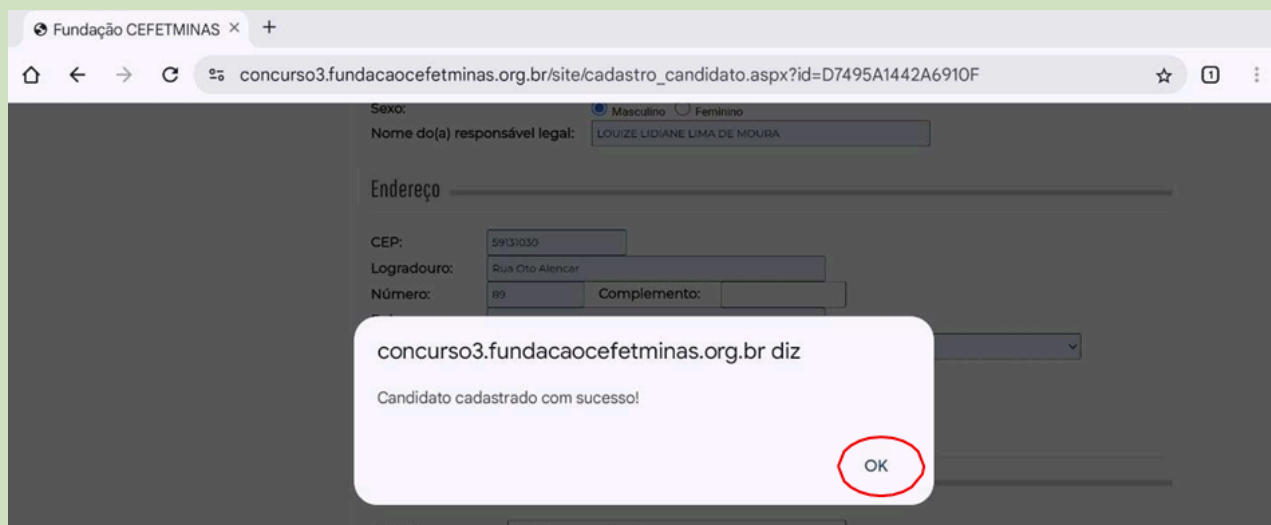 Fundação CEFETMINAS
concurso3.fundacaocefetminas.org.br/site/cadastro_candidato.aspx?id=D7495A1442A6910F
1
Sexo: Masculino Feminino
Nome do(a) responsável legal: LOUIZE LIDIANE LIMA DE MOURA
Endereço
CEP: 59131030
Logradouro: Rua Oto Alencar
Número: 89 Complemento:
concurso3.fundacaocefetminas.org.br diz
Candidato cadastrado com sucesso!
OK